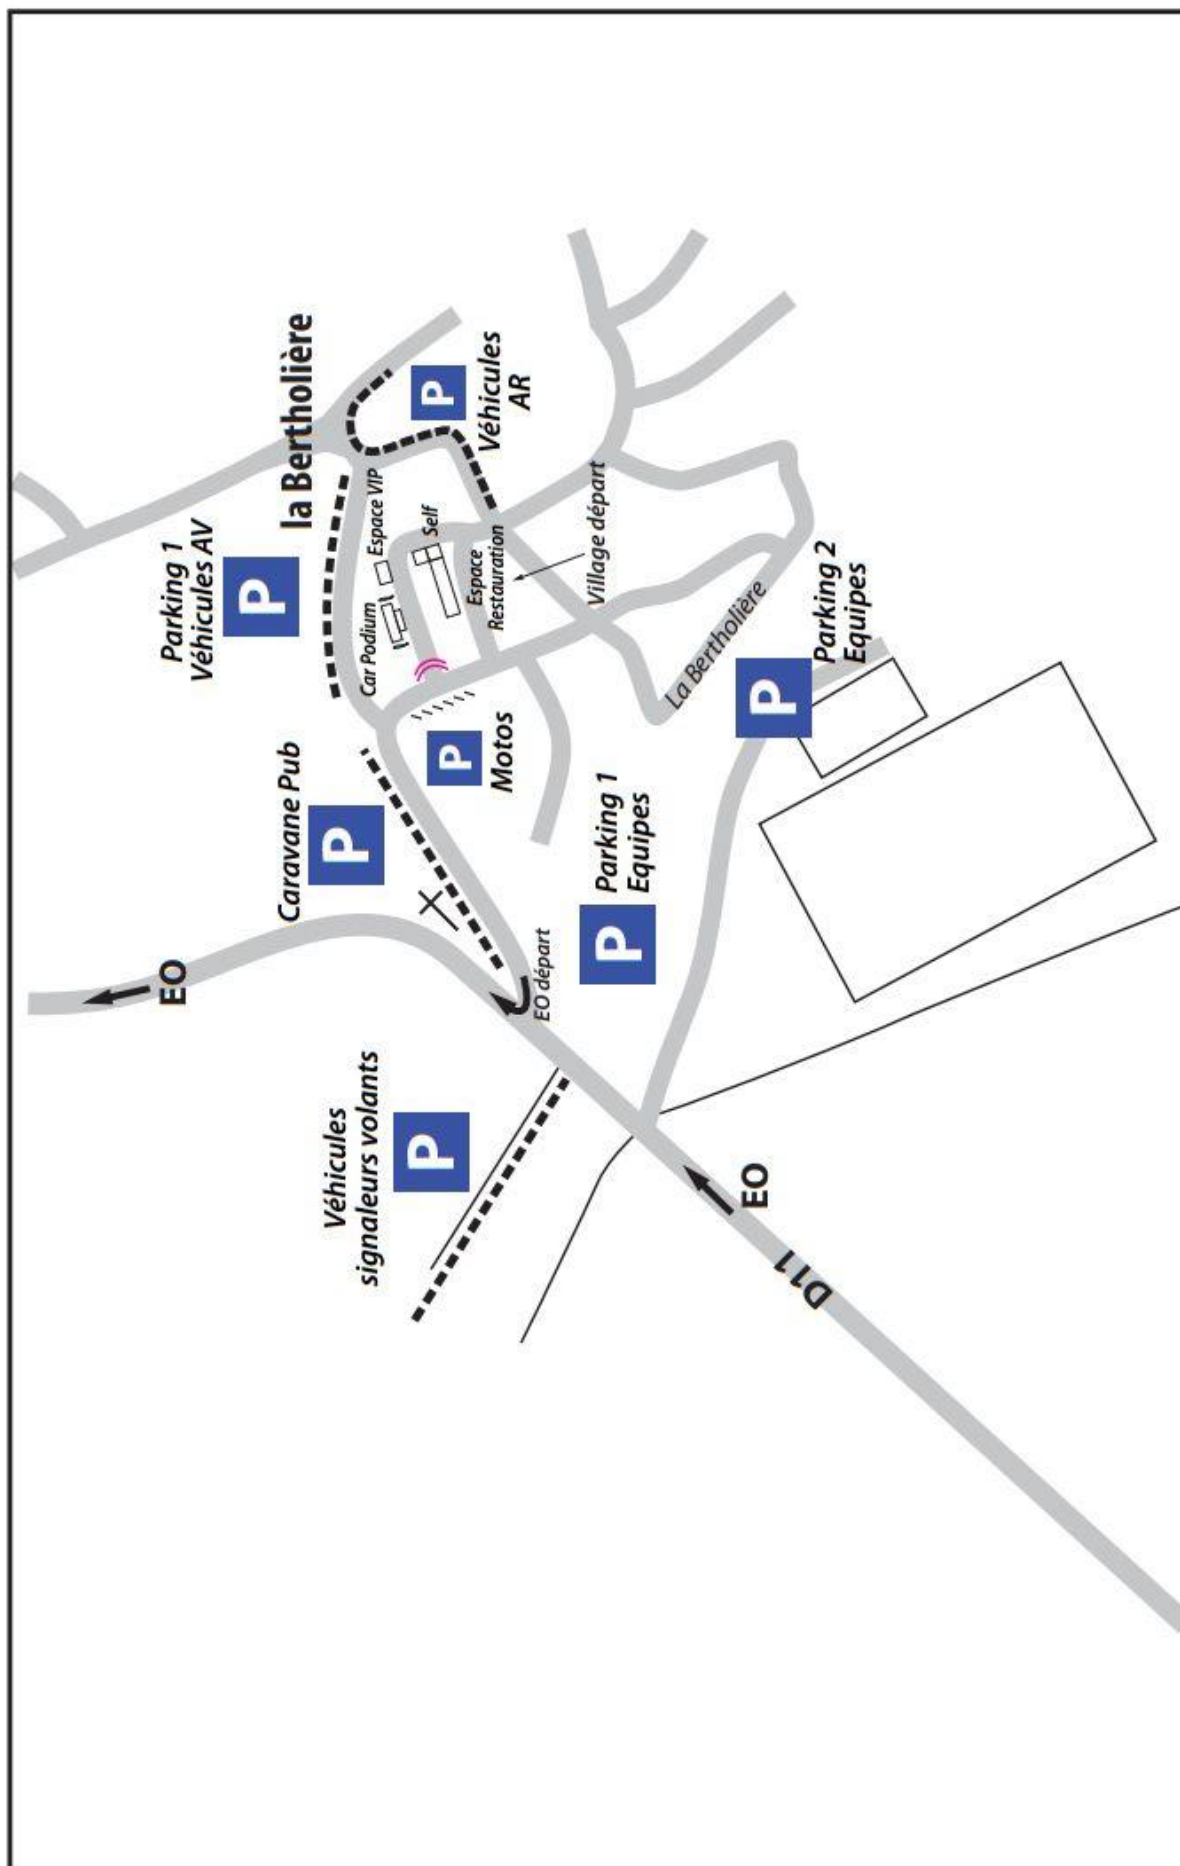 EO
Parking 1
Véhicules AV
P
Caravane Pub
P
la Bertholière
Véhicules
signaleurs volants
P
Car Podium
Espace VIP
Self
P
Véhicules
AR
P
Motos
Espace
Restauration
EO départ
Village départ
P
Parking 1
Equipes
La Bertholière
EO
D11
P
Parking 2
Equipes